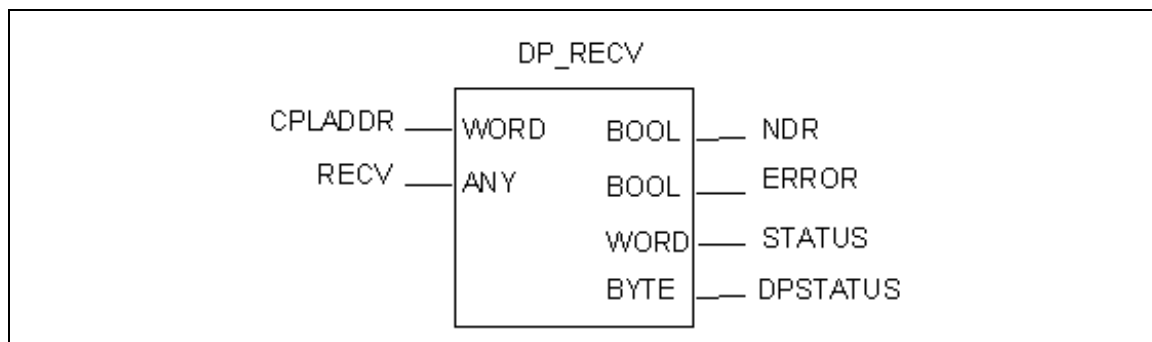 DP_RECV
CPLADDR WORD BOOL NDR
RECV ANY BOOL ERROR
WORD STATUS
BYTE DPSTATUS